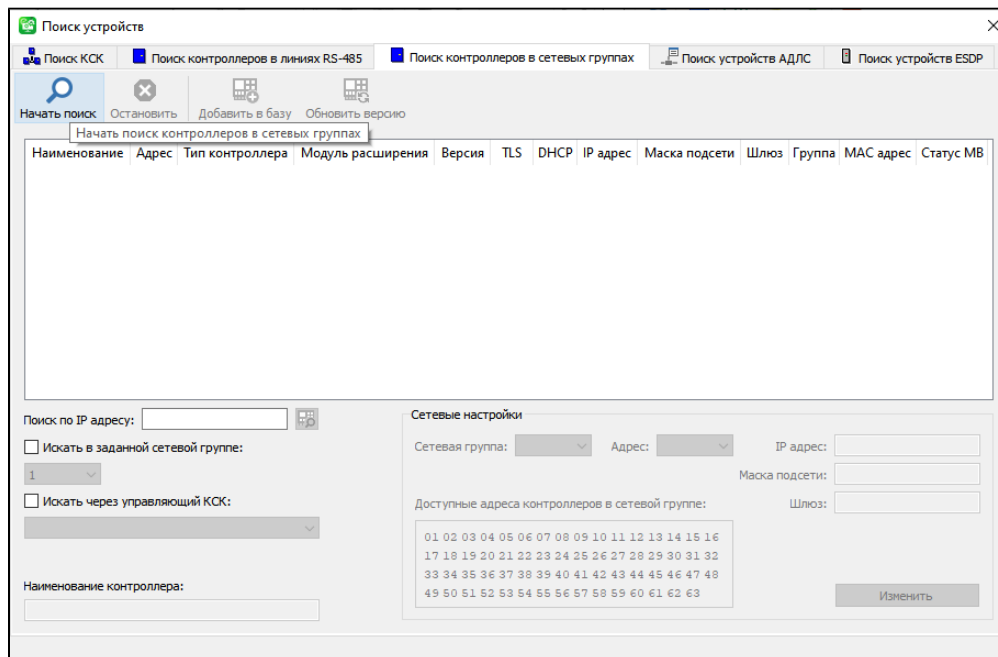 Поиск устройств
Поиск КСК Поиск контроллеров в линиях RS-485 Поиск контроллеров в сетевых группах Поиск устройств АДЛС Поиск устройств ESDP
Начать поиск Остановить Добавить в базу Обновить версию
Начать поиск контроллеров в сетевых группах
Наименование Адрес Тип контроллера Модуль расширения Версия TLS DHCP IP адрес Маска подсети Шлюз Группа MAC адрес Статус МВ
Поиск по IP адресу:
Искать в заданной сетевой группе:
1
Искать через управляющий КСК:
Наименование контроллера:
Сетевые настройки
Сетевая группа: Адрес: IP адрес:
Маска подсети:
Доступные адреса контроллеров в сетевой группе: Шлюз:
01 02 03 04 05 06 07 08 09 10 11 12 13 14 15 16
17 18 19 20 21 22 23 24 25 26 27 28 29 30 31 32
33 34 35 36 37 38 39 40 41 42 43 44 45 46 47 48
49 50 51 52 53 54 55 56 57 58 59 60 61 62 63
Изменить